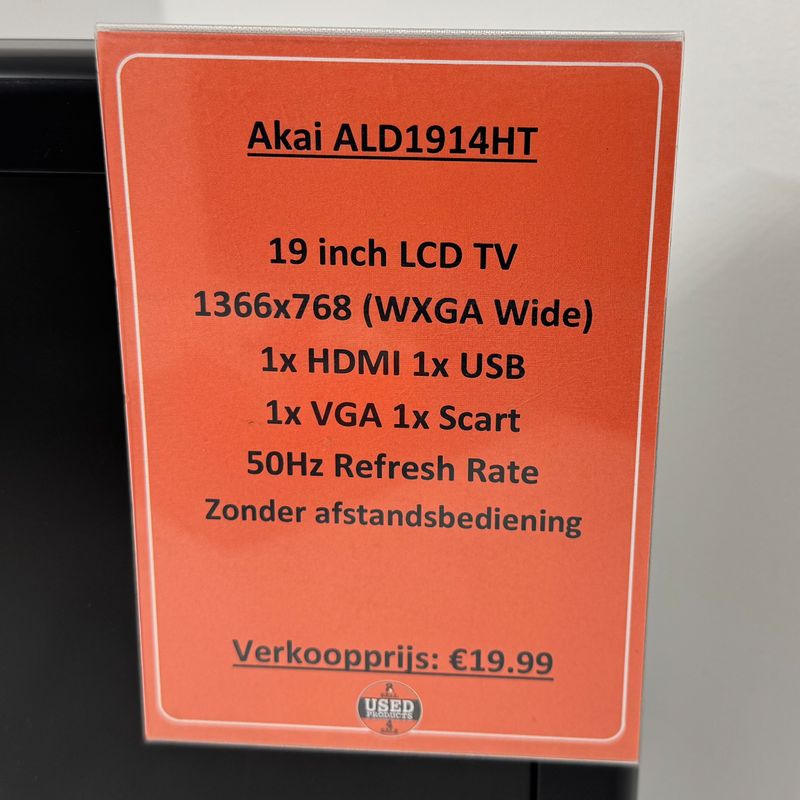 Akai ALD1914HT
19 inch LCD TV
1366x768 (WXGA Wide)
1x HDMI 1x USB
1x VGA 1x Scart
50Hz Refresh Rate
Zonder afstandsbediening
Verkoopprijs: €19.99
USED
PRODUCTS